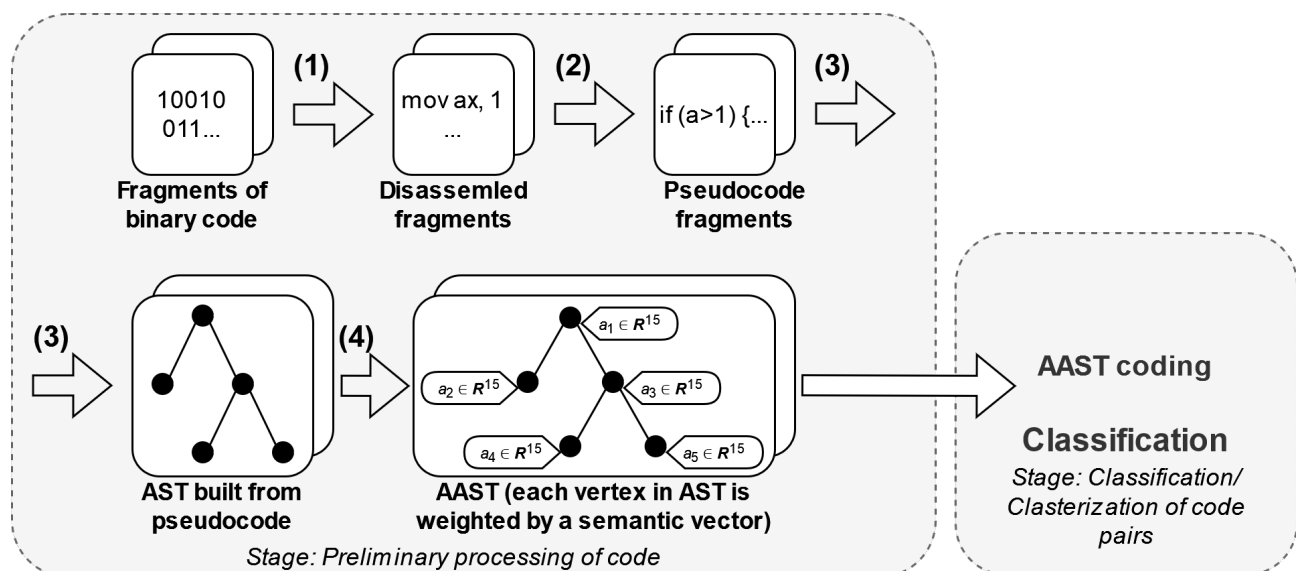 (1)
(2)
(3)
10010
011...
mov ax, 1
...
if (a>1) {...
Fragments of
binary code
Disassemled
fragments
Pseudocode
fragments
(3)
(4)
a₁ ∈ R¹⁵
a₂ ∈ R¹⁵
a₃ ∈ R¹⁵
a₄ ∈ R¹⁵
a₅ ∈ R¹⁵
AST built from
pseudocode
AAST (each vertex in AST is
weighted by a semantic vector)
Stage: Preliminary processing of code
AAST coding
Classification
Stage: Classification/
Clasterization of code
pairs